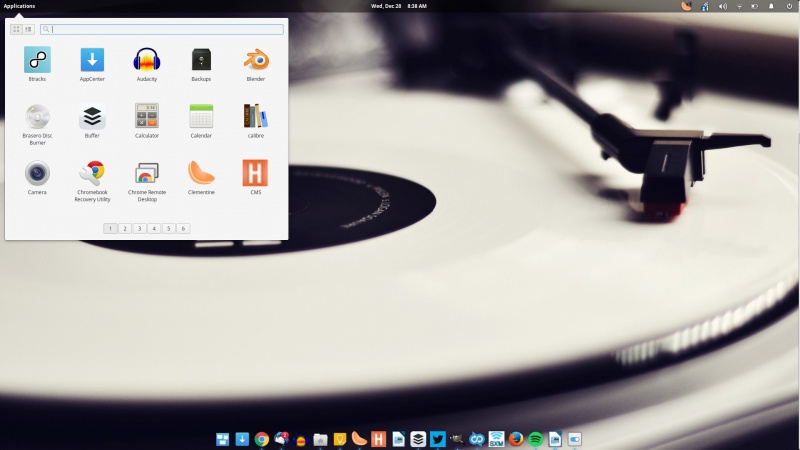 Applications
Wed, Dec 28 8:38 AM
8tracks
AppCenter
Audacity
Backups
Blender
Brasero Disc
Burner
Buffer
Calculator
Calendar
calibre
Camera
Chromebook
Recovery Utility
Chrome Remote
Desktop
Clementine
CMS
H
1 2 3 4 5 6
H
SXM